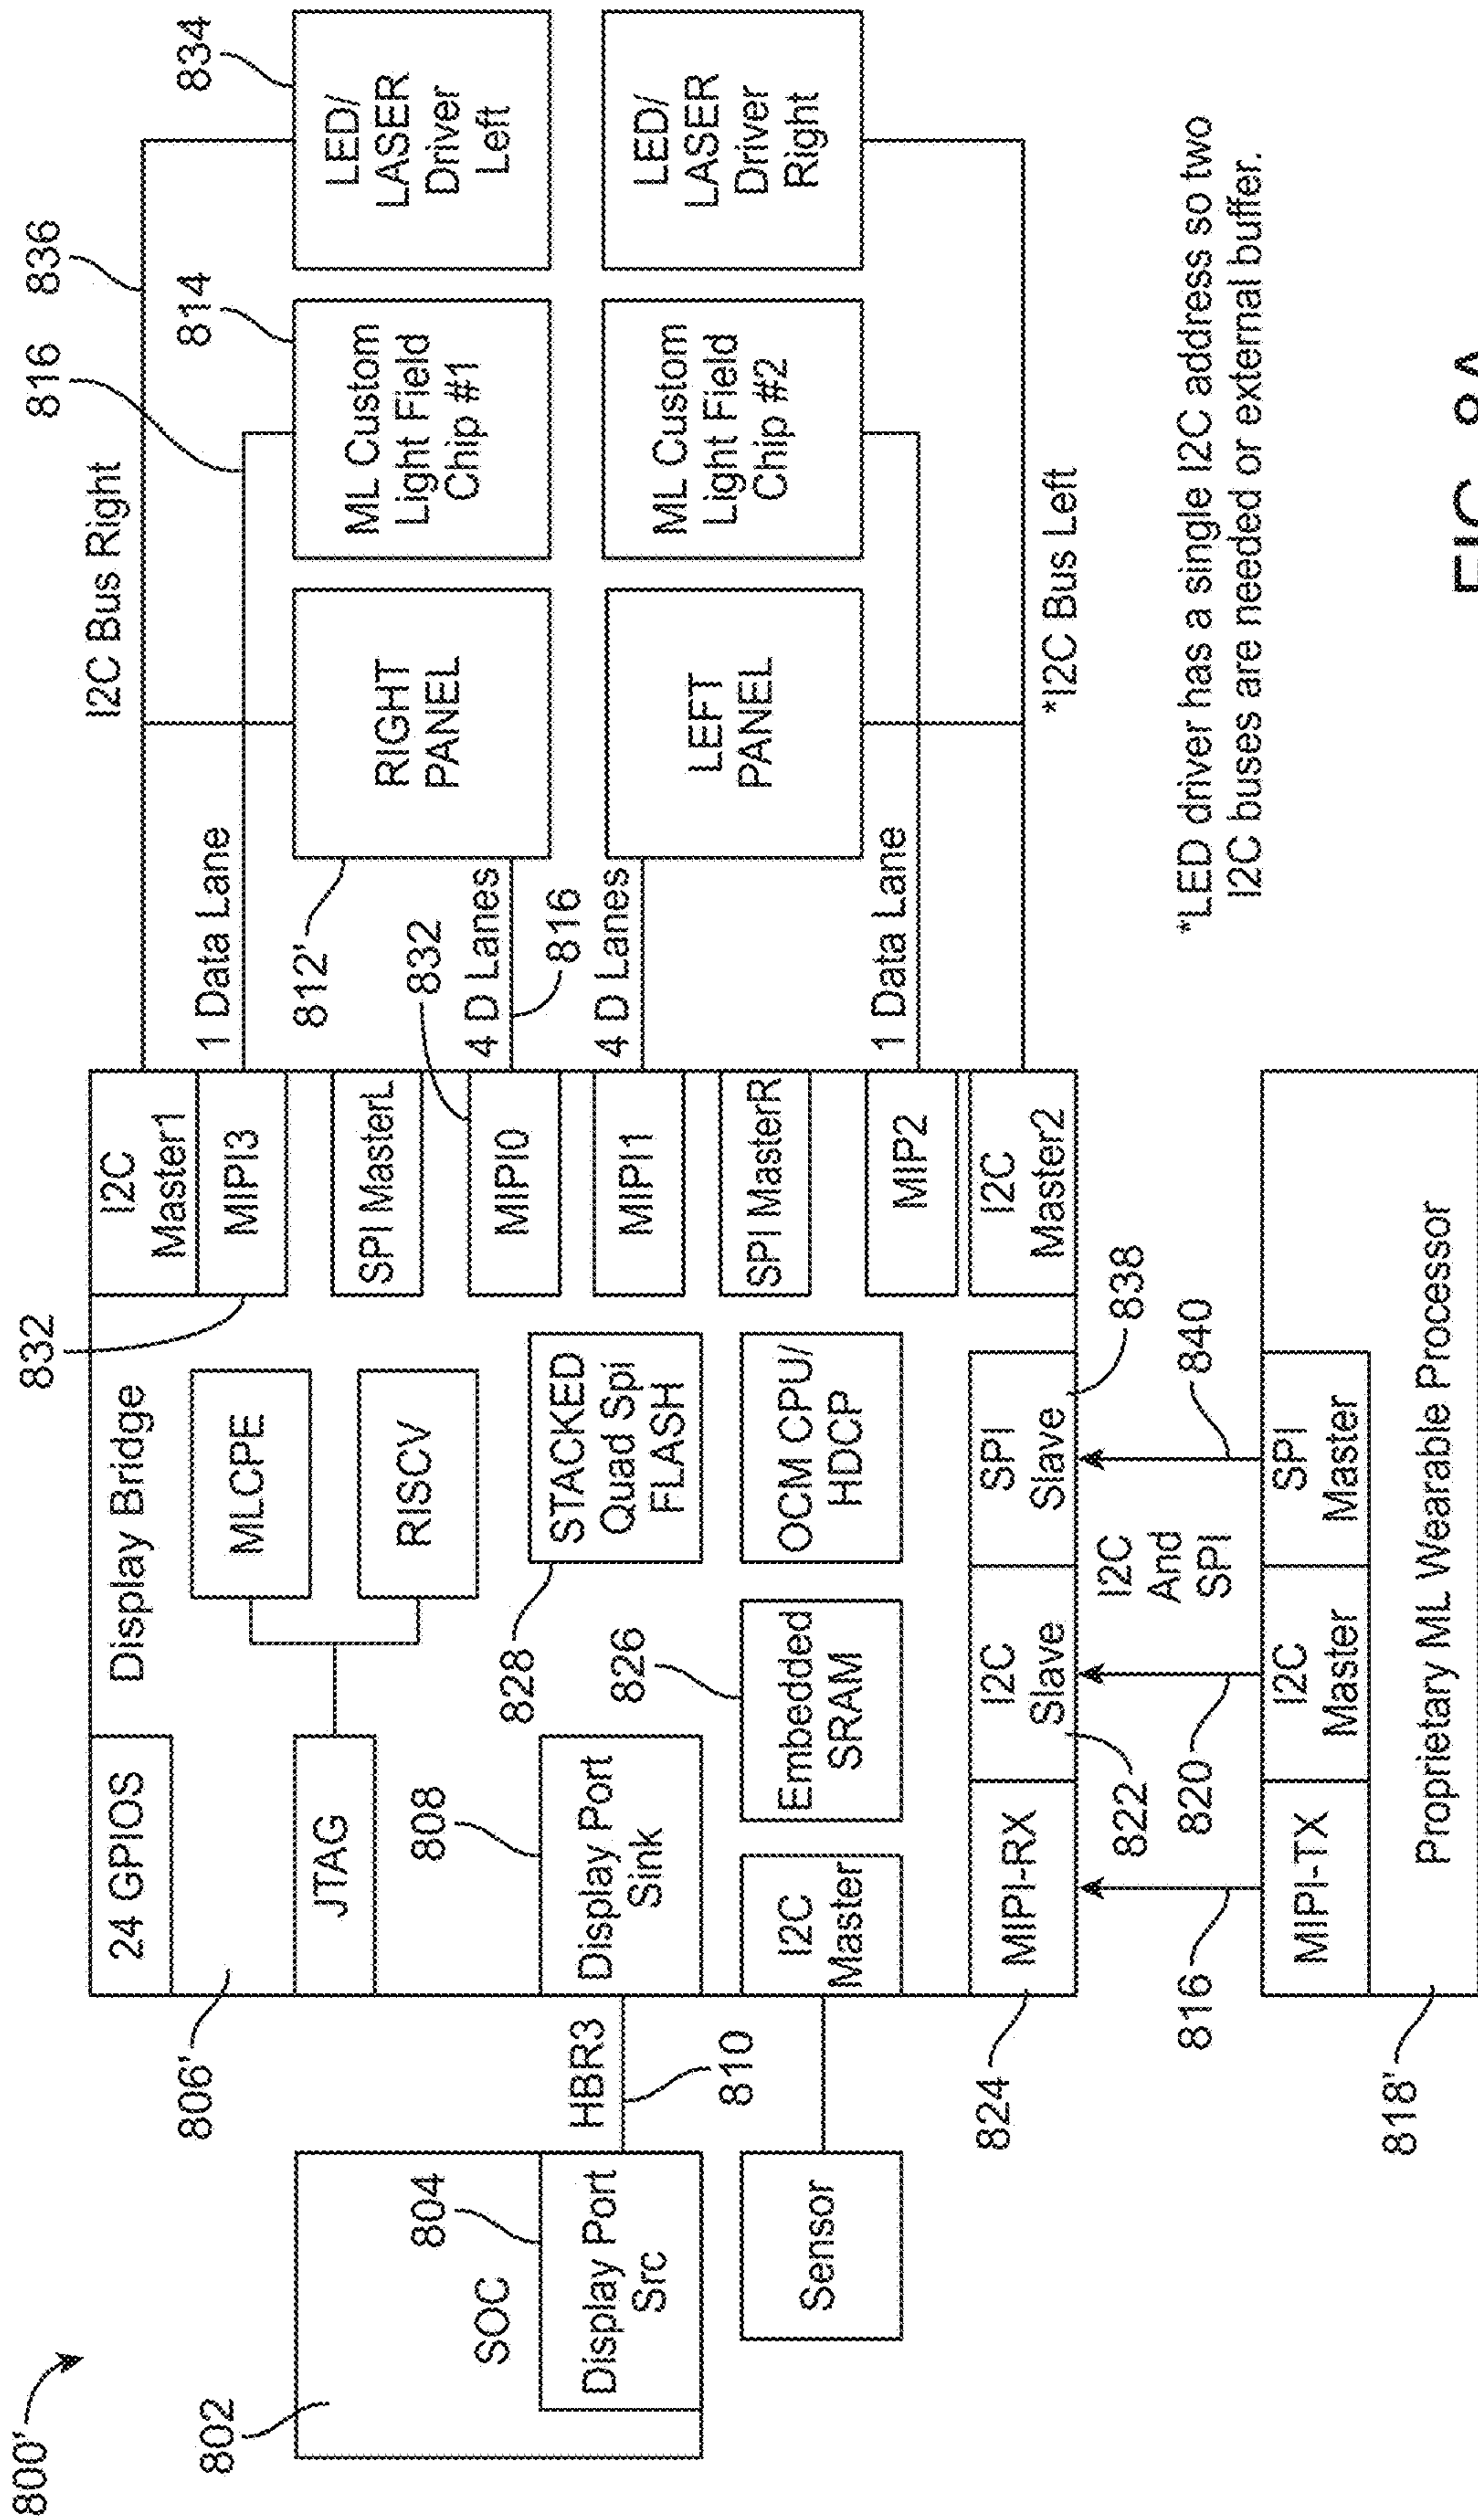 800'
802
SOC
804
Display Port
Src
Sensor
HBR3
810
806'
Display Bridge
24 GPIOS
JTAG
MLCPE
RISCV
808
Display Port
Sink
828
STACKED
Quad Spi
FLASH
826
Embedded
SRAM
I2C
Master
OCM CPU/
HDCP
824
MIPI-RX
I2C
Slave
822
SPI
Slave
838
816
820
I2C
And
SPI
840
MIPI-TX
I2C
Master
SPI
Master
818'
Proprietary ML Wearable Processor
832
I2C
Master1
MIPI3
SPI MasterL
MIPI0
MIPI1
SPI MasterR
MIP2
I2C
Master2
I2C Bus Right
816
836
1 Data Lane
812'
832
4 D Lanes
816
4 D Lanes
1 Data Lane
RIGHT
PANEL
LEFT
PANEL
814
ML Custom
Light Field
Chip #1
ML Custom
Light Field
Chip #2
834
LED/
LASER
Driver
Left
LED/
LASER
Driver
Right
*I2C Bus Left
*LED driver has a single I2C address so two
I2C buses are needed or external buffer.
FIG. 8A